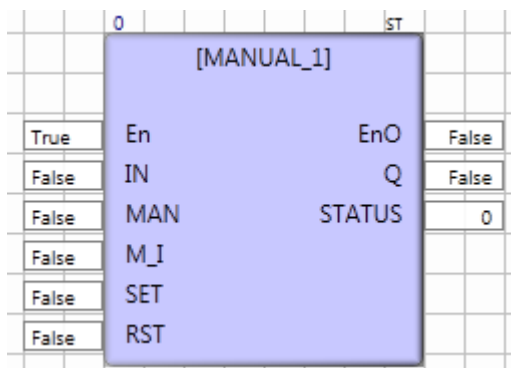 0 ST
[MANUAL_1]
True En EnO False
False IN Q False
False MAN STATUS 0
False M_I
False SET
False RST